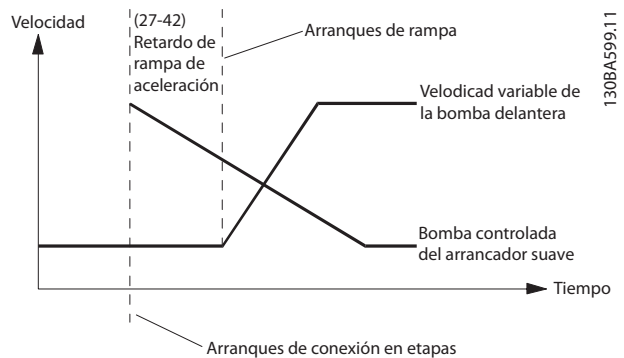 Velocidad
(27-42)
Retardo de
rampa de
aceleración
Arranques de rampa
Velodicad variable de
la bomba delantera
Bomba controlada
del arrancador suave
Tiempo
Arranques de conexión en etapas
130BA599.11